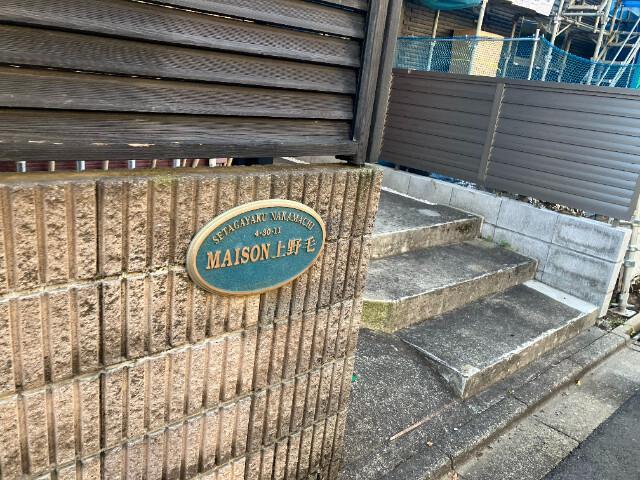 SETAGAYAKU NAKAMACHI
4-30-11
MAISON上野毛